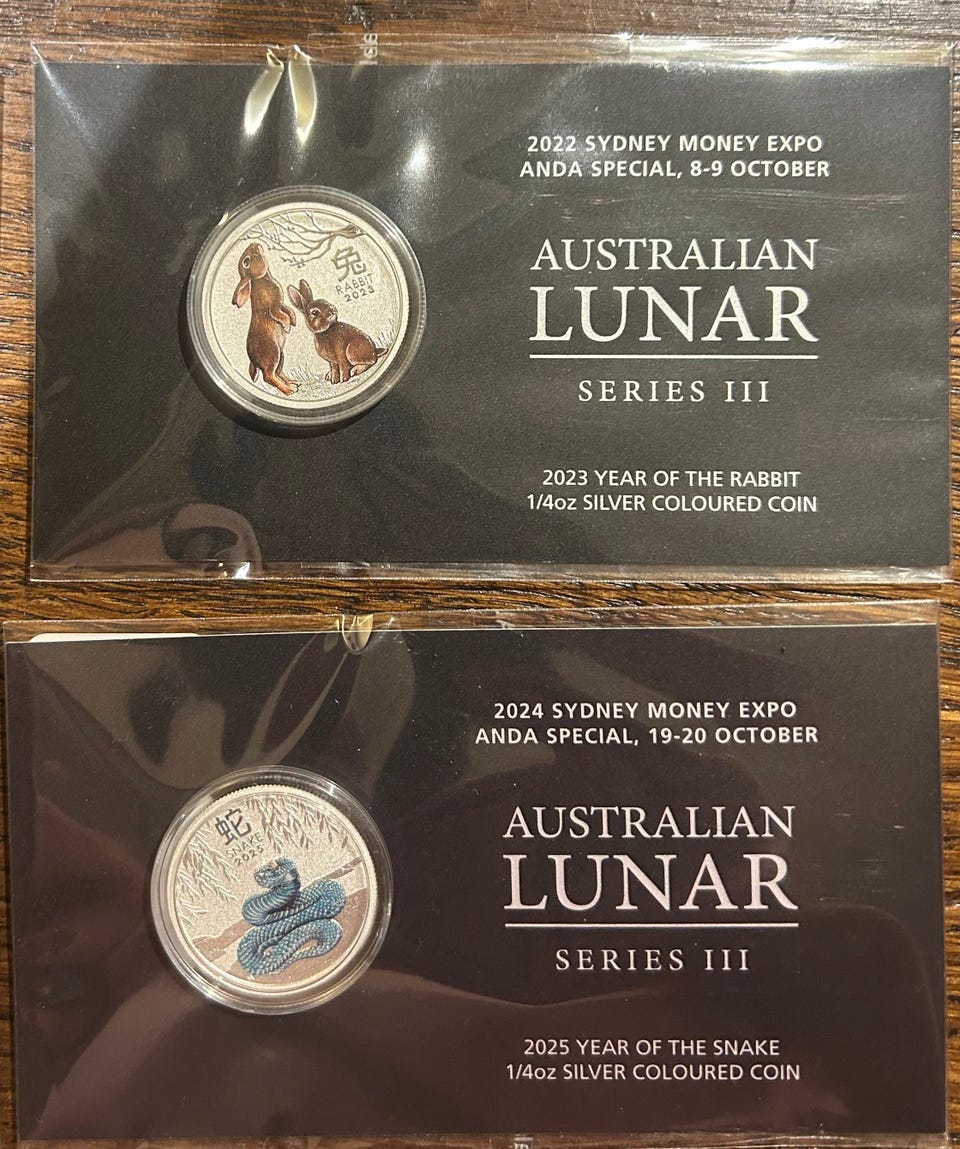 2022 SYDNEY MONEY EXPO
ANDA SPECIAL, 8-9 OCTOBER
AUSTRALIAN
LUNAR
SERIES III
2023 YEAR OF THE RABBIT
1/4oz SILVER COLOURED COIN
兔
RABBIT
2023
2024 SYDNEY MONEY EXPO
ANDA SPECIAL, 19-20 OCTOBER
AUSTRALIAN
LUNAR
SERIES III
2025 YEAR OF THE SNAKE
1/4oz SILVER COLOURED COIN
蛇
SNAKE
2025